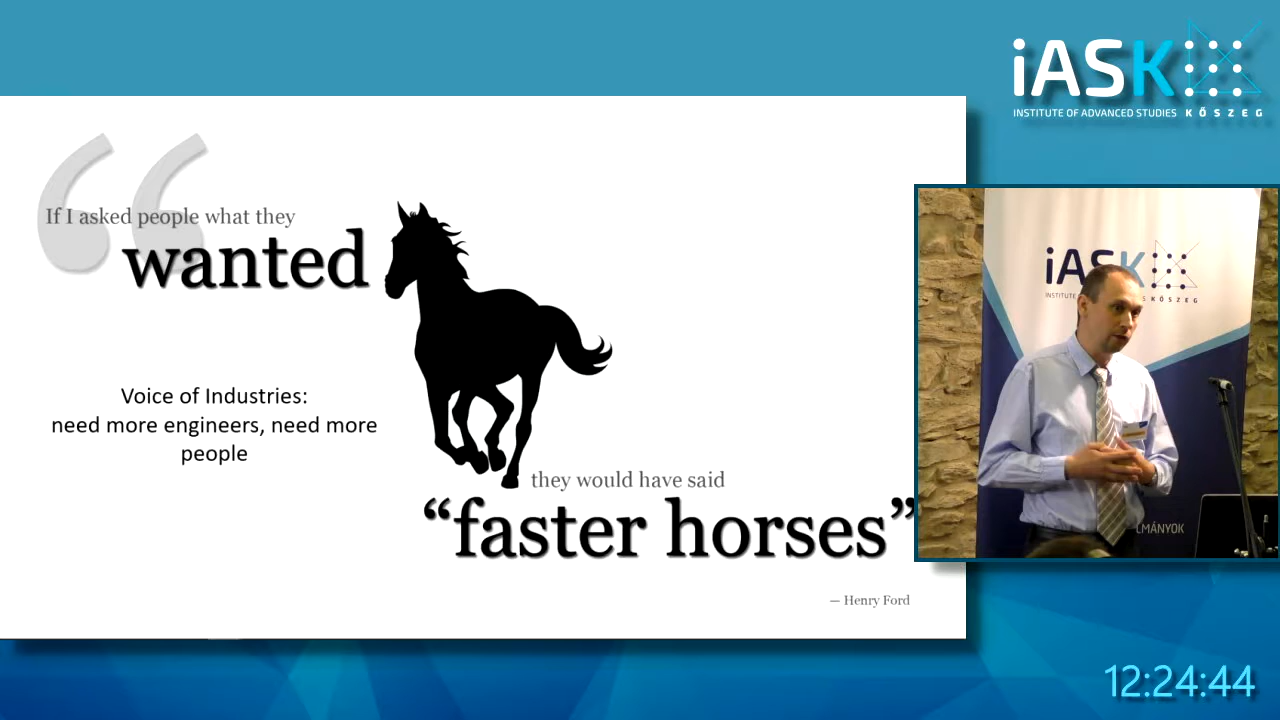 iASK
INSTITUTE OF ADVANCED STUDIES KŐSZEG
“
If I asked people what they
wanted
Voice of Industries:
need more engineers, need more
people
they would have said
“faster horses”
— Henry Ford
iASK
INSTITUTE
KŐSZEG
LMÁNYOK
12:24:44